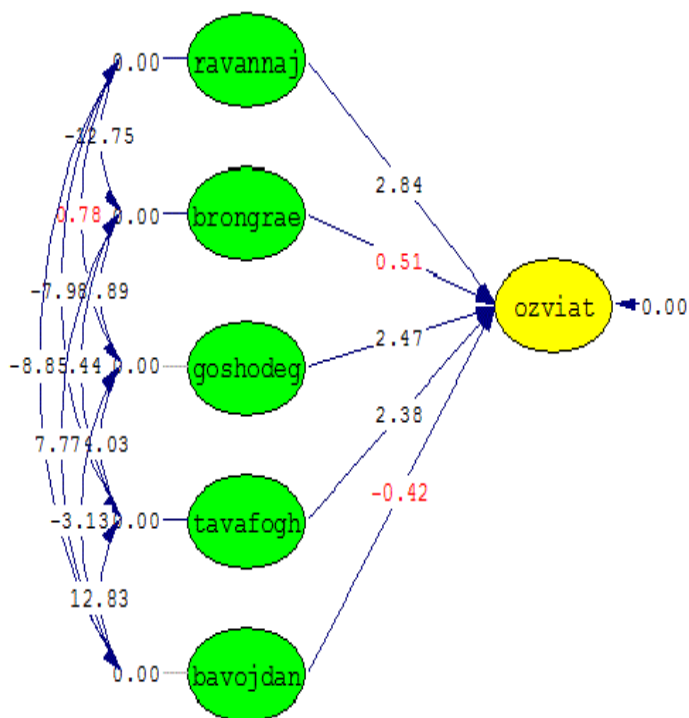 0.00 ravannaj
-12.75
2.84
0.78 0.00 brongrae
0.51
ozviat 0.00
-7.98 .89
2.47
-8.85 .44 0.00 goshodeg
2.38
7.77 4.03
-0.42
-3.13 0.00 tavafogh
12.83
0.00 bavojdan